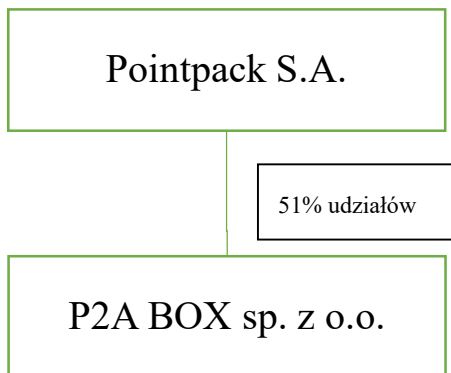 Pointpack S.A.
51% udziałów
P2A BOX sp. z o.o.